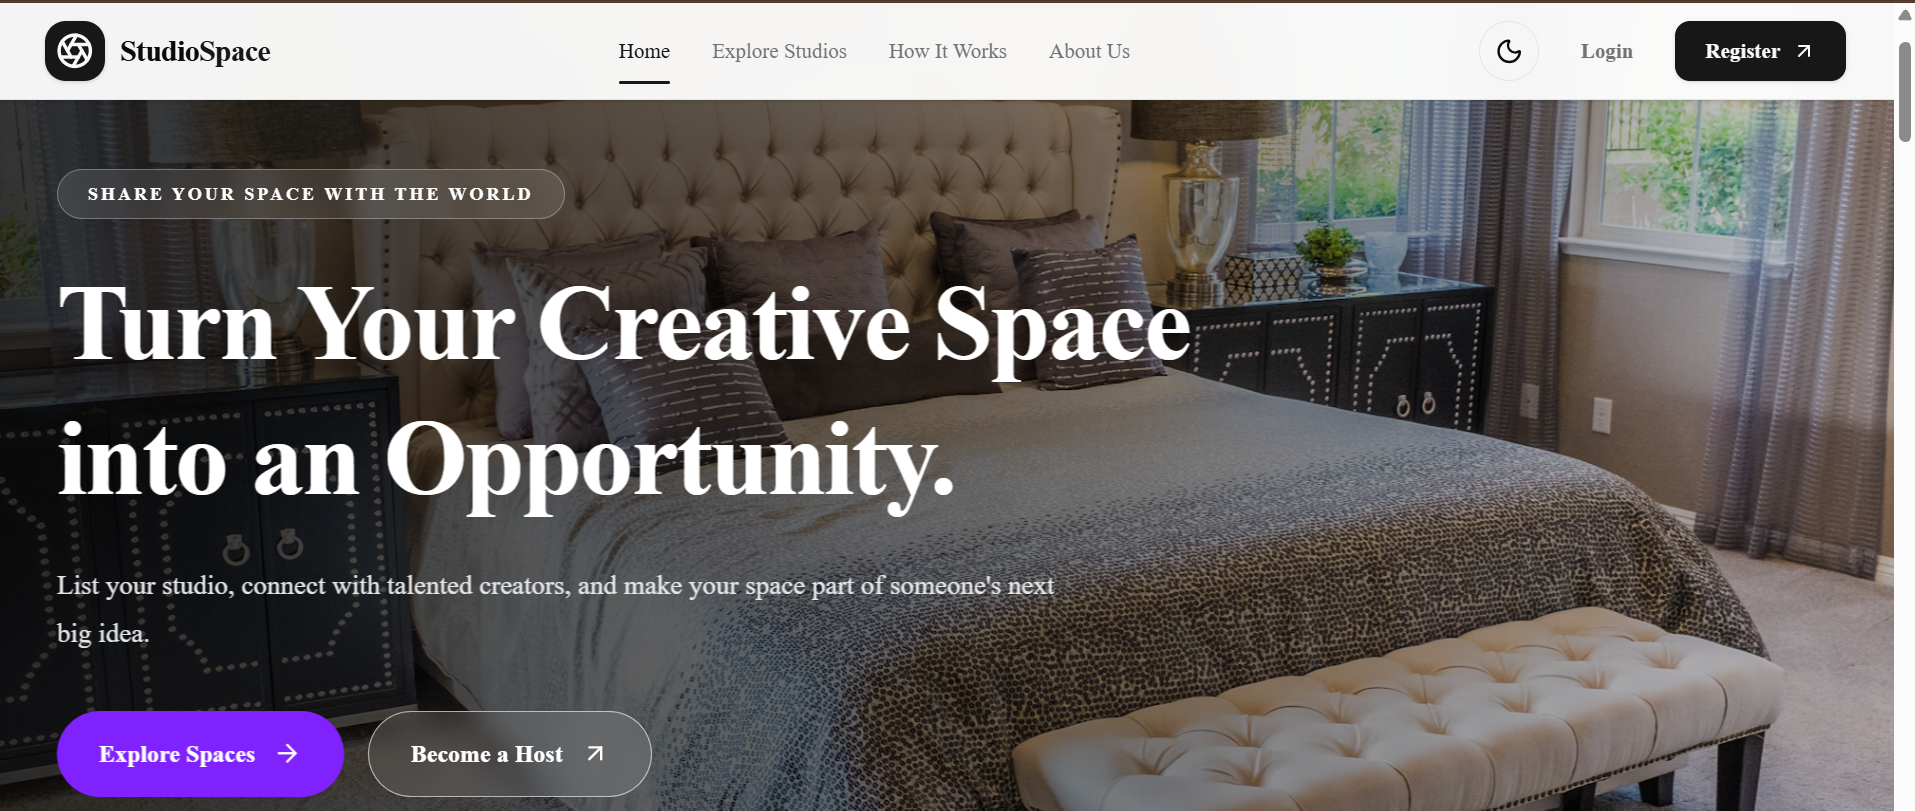 StudioSpace
Home
Explore Studios
How It Works
About Us
Login
Register
SHARE YOUR SPACE WITH THE WORLD
Turn Your Creative Space
into an Opportunity.
List your studio, connect with talented creators, and make your space part of someone's next
big idea.
Explore Spaces
Become a Host